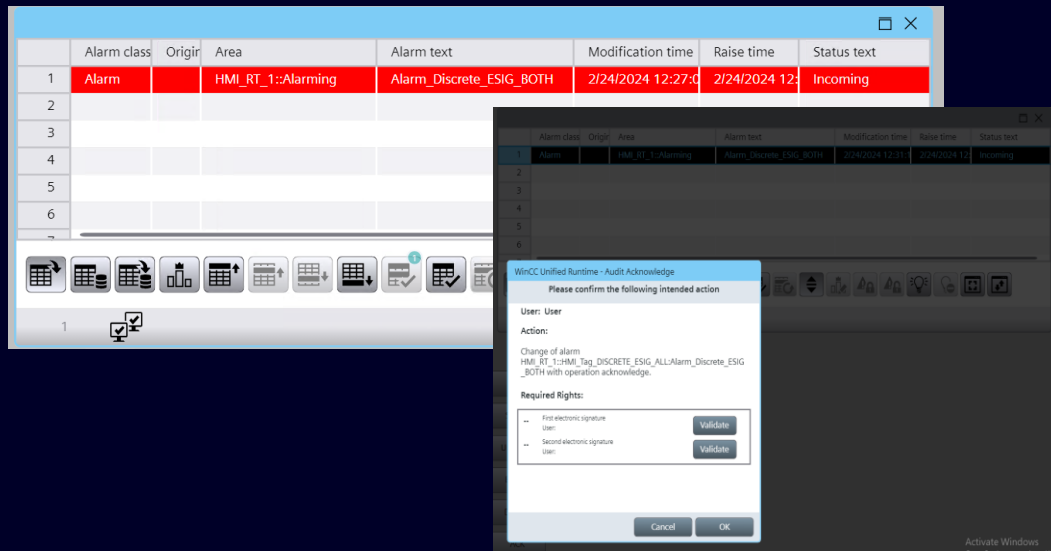 Alarm class Origin Area Alarm text Modification time Raise time Status text
1 Alarm HMI_RT_1::Alarming Alarm_Discrete_ESIG_BOTH 2/24/2024 12:27:0 2/24/2024 12: Incoming
2
3
4
5
6
7
1
1
Alarm class Origin Area Alarm text Modification time Raise time Status text
1 Alarm HMI_RT_1::Alarming Alarm_Discrete_ESIG_BOTH 2/24/2024 12:31:1 2/24/2024 12: Incoming
2
3
4
5
6
WinCC Unified Runtime - Audit Acknowledge
Please confirm the following intended action
User: User
Action:
Change of alarm
HMI_RT_1::HMI_Tag_DISCRETE_ESIG_ALL:Alarm_Discrete_ESIG
_BOTH with operation acknowledge.
Required Rights:
-- First electronic signature
User:
Validate
-- Second electronic signature
User:
Validate
Cancel OK
Activate Windows